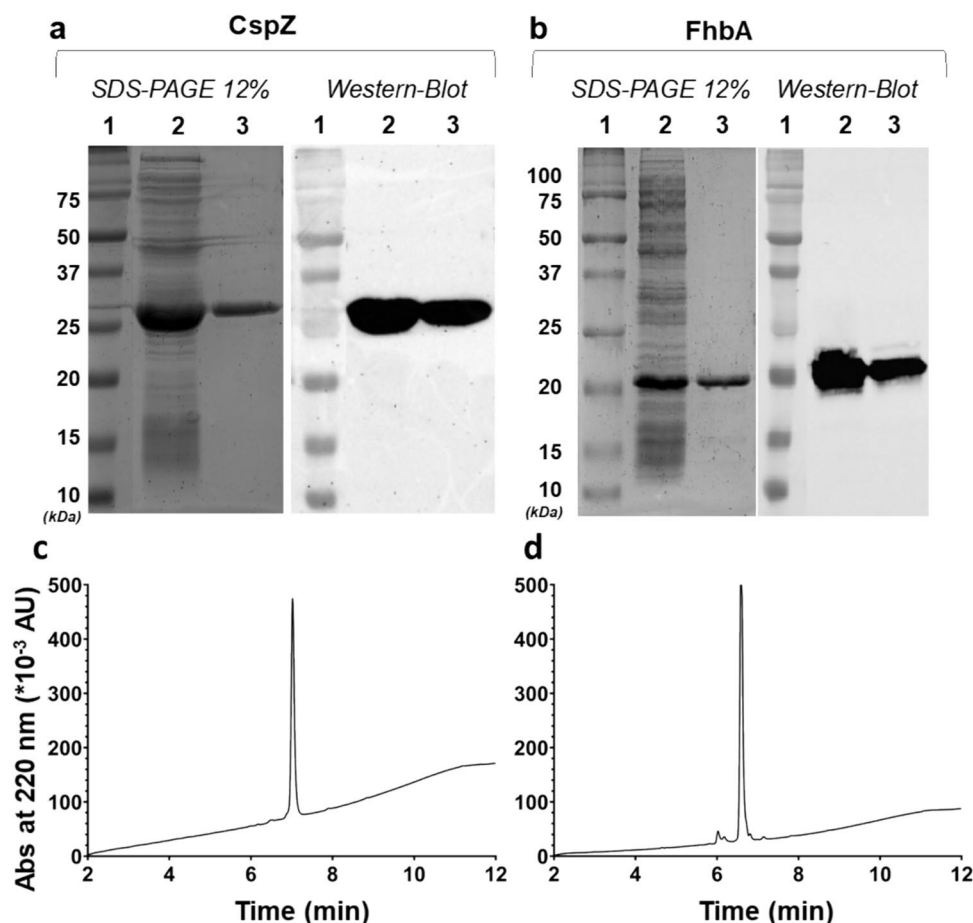 a CspZ
SDS-PAGE 12% Western-Blot
1 2 3 1 2 3
75
50
37
25
20
15
10
(kDa)
b FhbA
SDS-PAGE 12% Western-Blot
1 2 3 1 2 3
100
75
50
37
25
20
15
10
(kDa)
c
Abs at 220 nm (*10⁻³ AU)
500
400
300
200
100
0
2 4 6 8 10 12
Time (min)
d
500
400
300
200
100
0
2 4 6 8 10 12
Time (min)